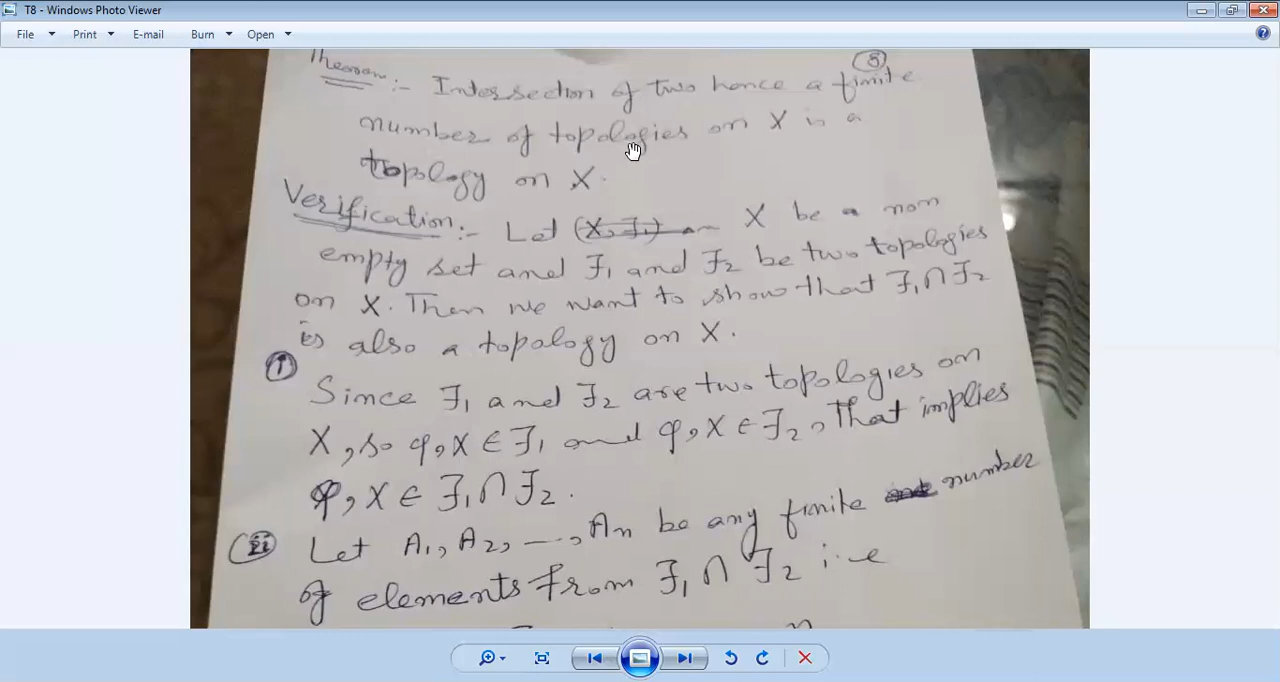 T8 - Windows Photo Viewer
File Print E-mail Burn Open
5
Theorem :- Intersection of two hence a finite
number of topologies on X is a
topology on X.
Verification :- Let (X, J1) X be a non
empty set and J1 and J2 be two topologies
on X. Then we want to show that J1 ∩ J2
is also a topology on X.
i
Since J1 and J2 are two topologies on
X, so φ, X ∈ J1 and φ, X ∈ J2, That implies
φ, X ∈ J1 ∩ J2.
ii Let A1, A2, ---, An be any finite number
of elements from J1 ∩ J2 i.e